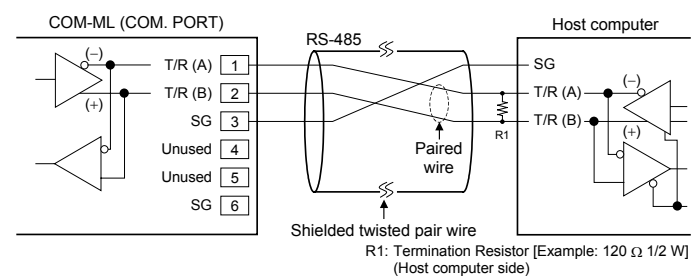 COM-ML (COM. PORT)
Host computer
RS-485
(−)
T/R (A) 1
T/R (B) 2
(+)
SG 3
Unused 4
Unused 5
SG 6
SG
T/R (A)
(−)
T/R (B)
(+)
R1
Paired
wire
Shielded twisted pair wire
R1: Termination Resistor [Example: 120 Ω 1/2 W]
(Host computer side)